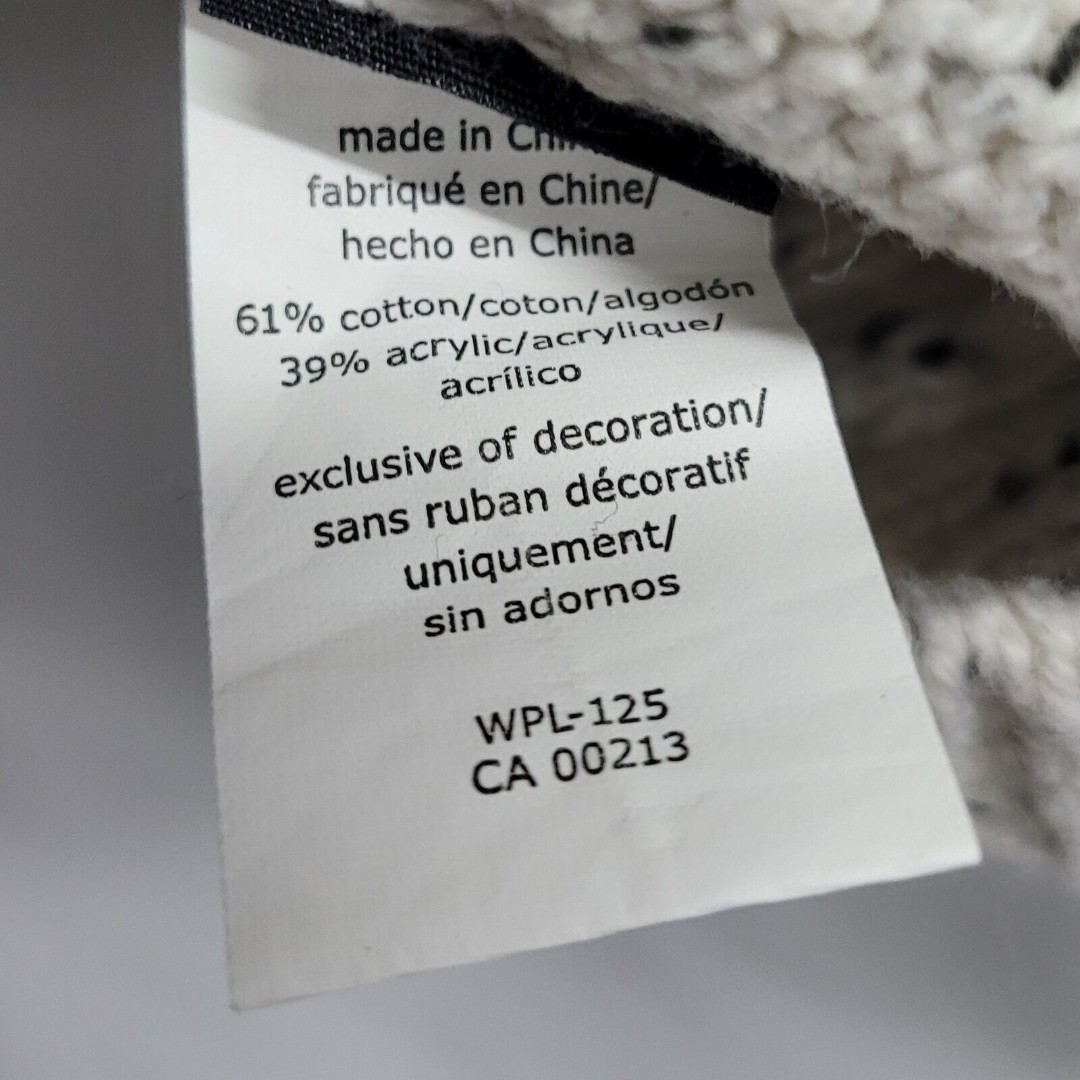 made in China
fabriqué en Chine/
hecho en China
61% cotton/coton/algodón
39% acrylic/acrylique/
acrílico
exclusive of decoration/
sans ruban décoratif
uniquement/
sin adornos
WPL-125
CA 00213